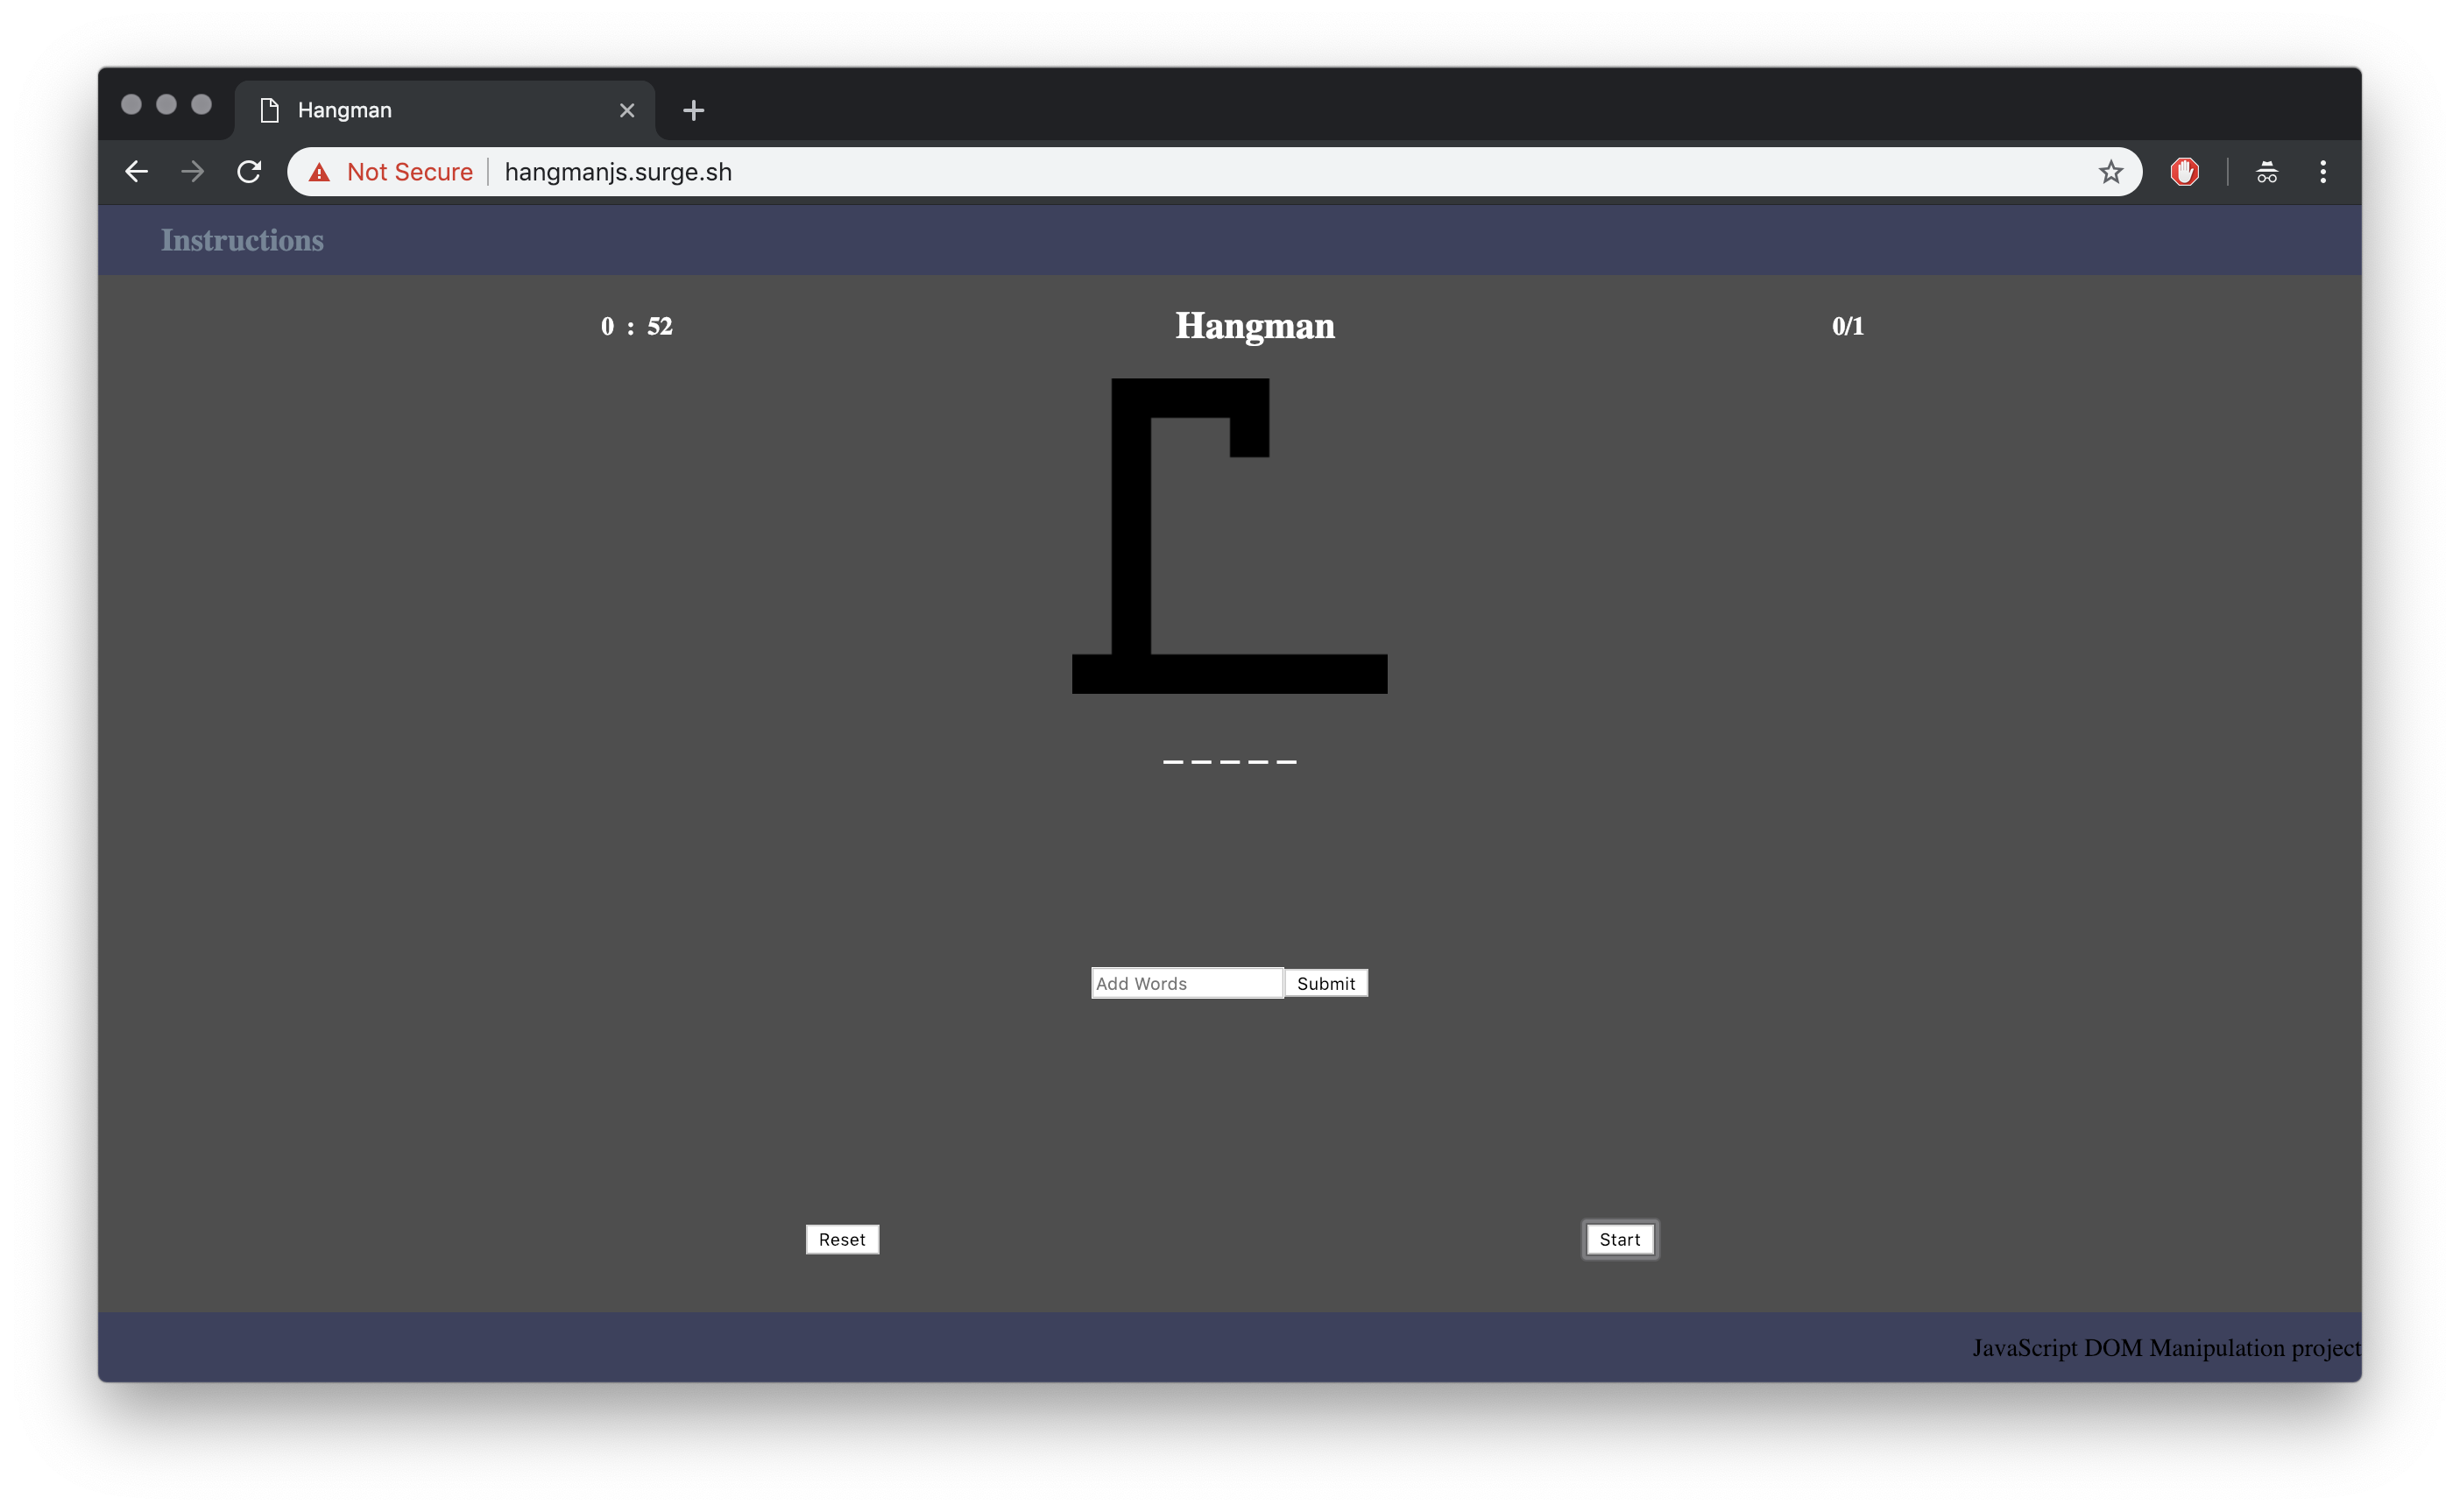 Hangman
Not Secure hangmanjs.surge.sh
Instructions
0 : 52 Hangman 0/1
_ _ _ _ _
Add Words Submit
Reset Start
JavaScript DOM Manipulation project